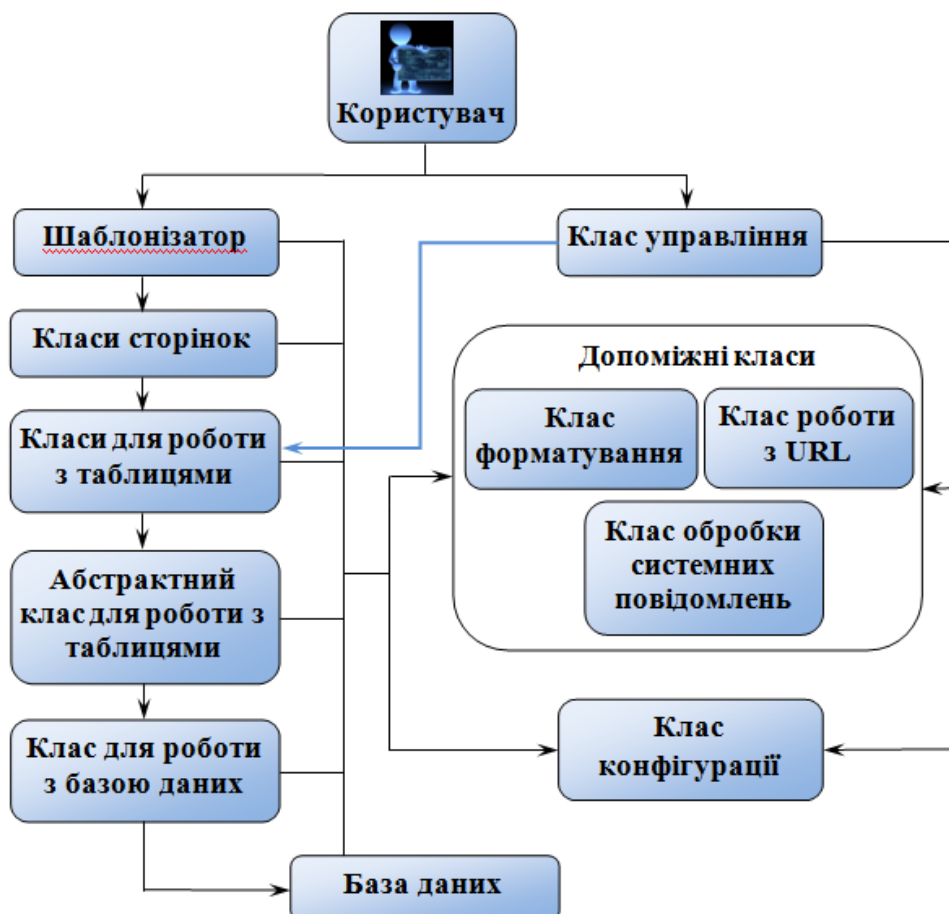 Користувач
Шаблонізатор
Клас управління
Класи сторінок
Допоміжні класи
Клас
форматування
Клас роботи
з URL
Класи для роботи
з таблицями
Клас обробки
системних
повідомлень
Абстрактний
клас для роботи з
таблицями
Клас для роботи
з базою даних
Клас
конфігурації
База даних